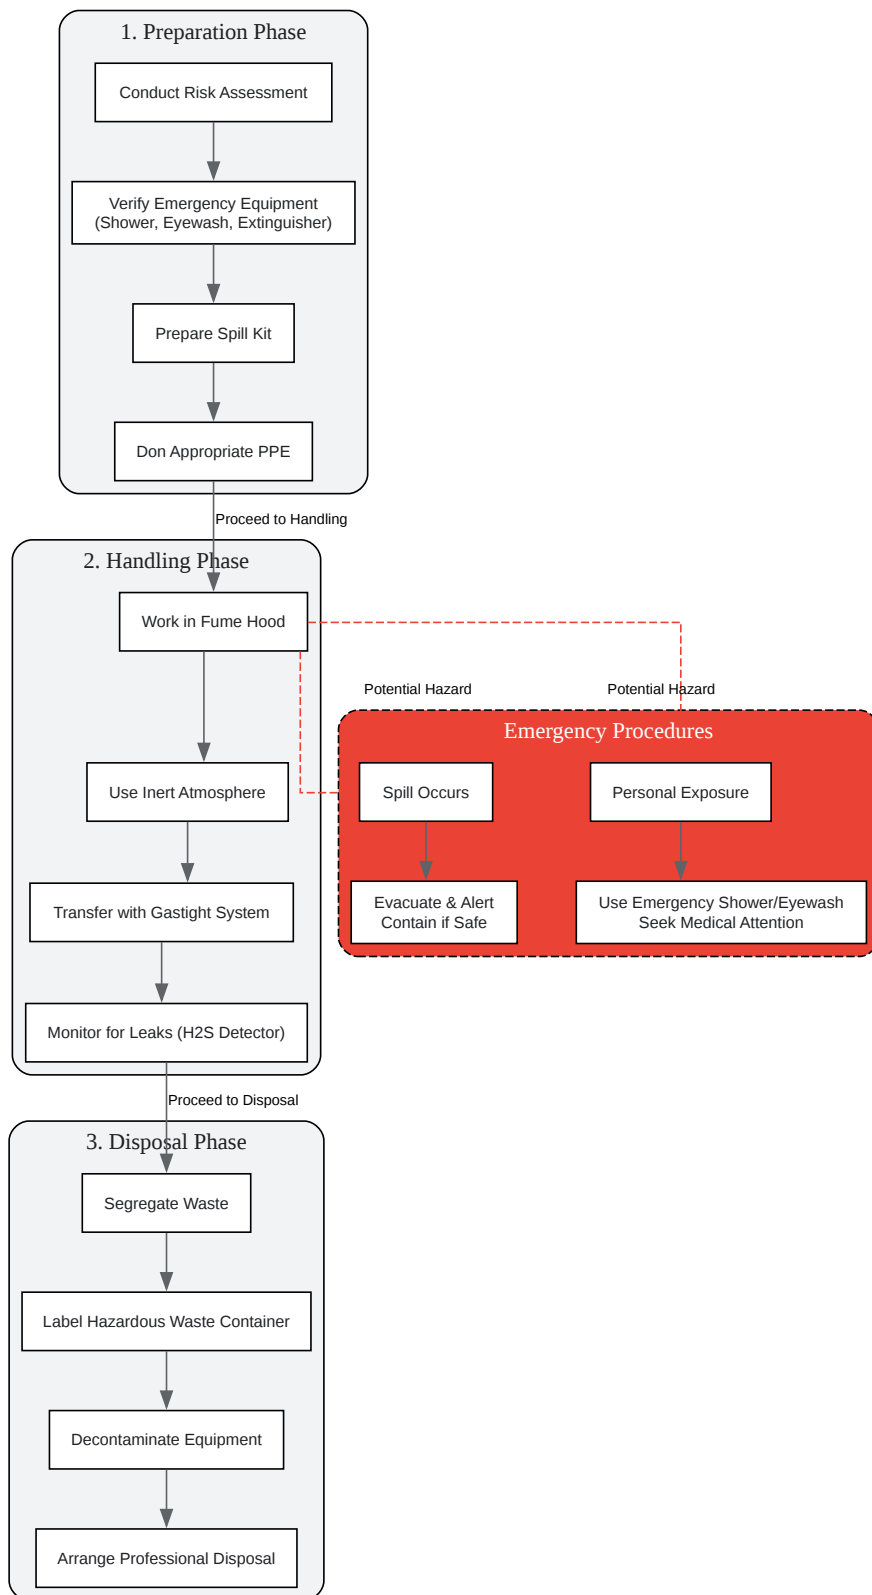 1. Preparation Phase
Conduct Risk Assessment
Verify Emergency Equipment
(Shower, Eyewash, Extinguisher)
Prepare Spill Kit
Don Appropriate PPE
Proceed to Handling
2. Handling Phase
Work in Fume Hood
Potential Hazard
Potential Hazard
Emergency Procedures
Use Inert Atmosphere
Spill Occurs
Personal Exposure
Transfer with Gastight System
Evacuate & Alert
Contain if Safe
Use Emergency Shower/Eyewash
Seek Medical Attention
Monitor for Leaks (H2S Detector)
Proceed to Disposal
3. Disposal Phase
Segregate Waste
Label Hazardous Waste Container
Decontaminate Equipment
Arrange Professional Disposal